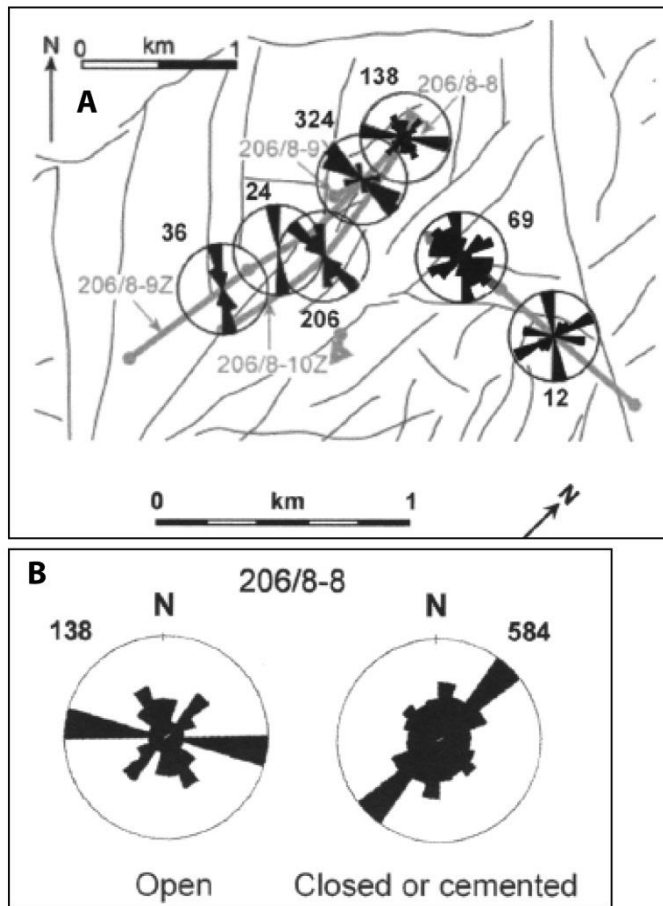 N
0 km 1
A
138
206/8-8
324
206/8-9Y
24
36
69
206/8-9Z
206
206/8-10Z
12
0 km 1
N
B
206/8-8
138
N
N
584
Open
Closed or cemented